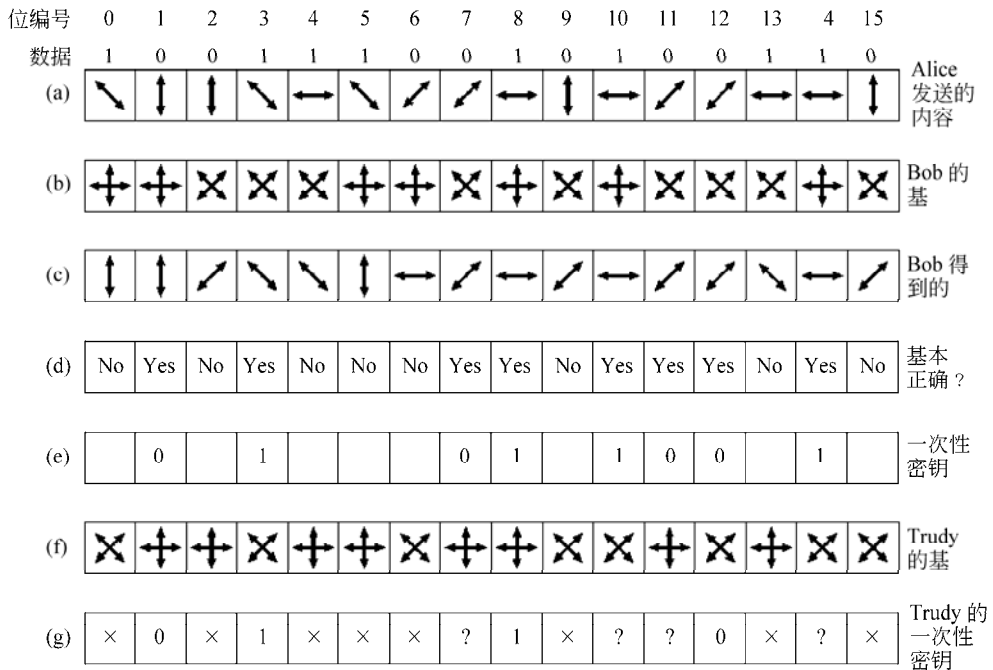 位编号 0 1 2 3 4 5 6 7 8 9 10 11 12 13 4 15
数据 1 0 0 1 1 1 0 0 1 0 1 0 0 1 1 0
(a) Alice
发送的
内容
(b) Bob 的
基
(c) Bob 得
到的
(d) No Yes No Yes No No No Yes Yes No Yes Yes Yes No Yes No 基本
正确?
(e) 0 1 0 1 1 0 0 1 一次性
密钥
(f) Trudy
的基
(g) × 0 × 1 × × × ? 1 × ? ? 0 × ? × Trudy 的
一次性
密钥